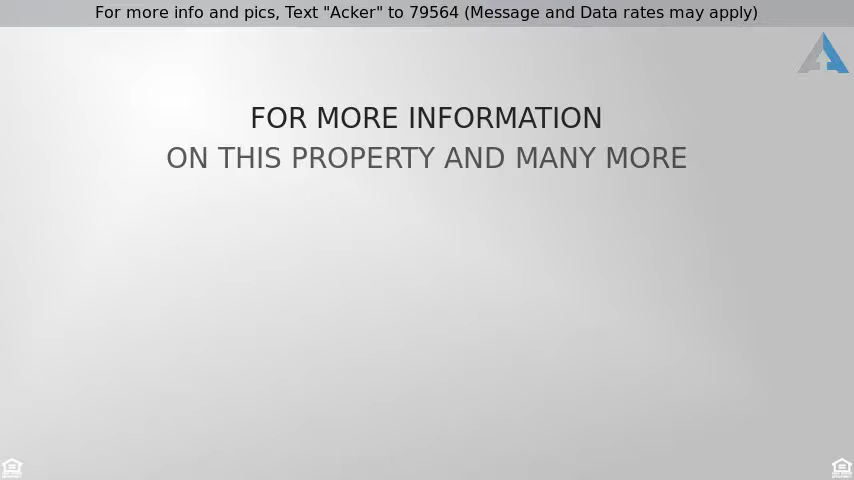 For more info and pics, Text "Acker" to 79564 (Message and Data rates may apply)
FOR MORE INFORMATION
ON THIS PROPERTY AND MANY MORE